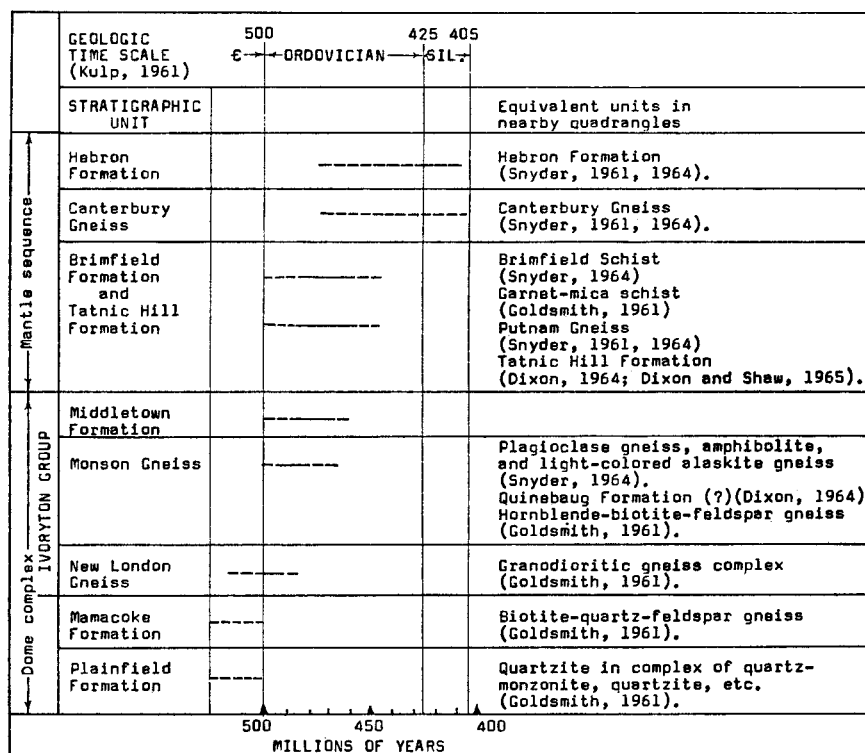 GEOLOGIC
TIME SCALE
(Kulp, 1961)
500 425 405
€ ORDOVICIAN SIL.
STRATIGRAPHIC
UNIT
Equivalent units in
nearby quadrangles
Mantle sequence
Hebron
Formation
Hebron Formation
(Snyder, 1961, 1964).
Canterbury
Gneiss
Canterbury Gneiss
(Snyder, 1961, 1964).
Brimfield
Formation
and
Tatnic Hill
Formation
Brimfield Schist
(Snyder, 1964)
Garnet-mica schist
(Goldsmith, 1961)
Putnam Gneiss
(Snyder, 1961, 1964)
Tatnic Hill Formation
(Dixon, 1964; Dixon and Shaw, 1965).
Dome complex
IVORYTON GROUP
Middletown
Formation
Monson Gneiss
Plagioclase gneiss, amphibolite,
and light-colored alaskite gneiss
(Snyder, 1964).
Quinebaug Formation (?)(Dixon, 1964)
Hornblende-biotite-feldspar gneiss
(Goldsmith, 1961).
New London
Gneiss
Granodioritic gneiss complex
(Goldsmith, 1961).
Mamacoke
Formation
Biotite-quartz-feldspar gneiss
(Goldsmith, 1961).
Plainfield
Formation
Quartzite in complex of quartz-
monzonite, quartzite, etc.
(Goldsmith, 1961).
500 450 400
MILLIONS OF YEARS